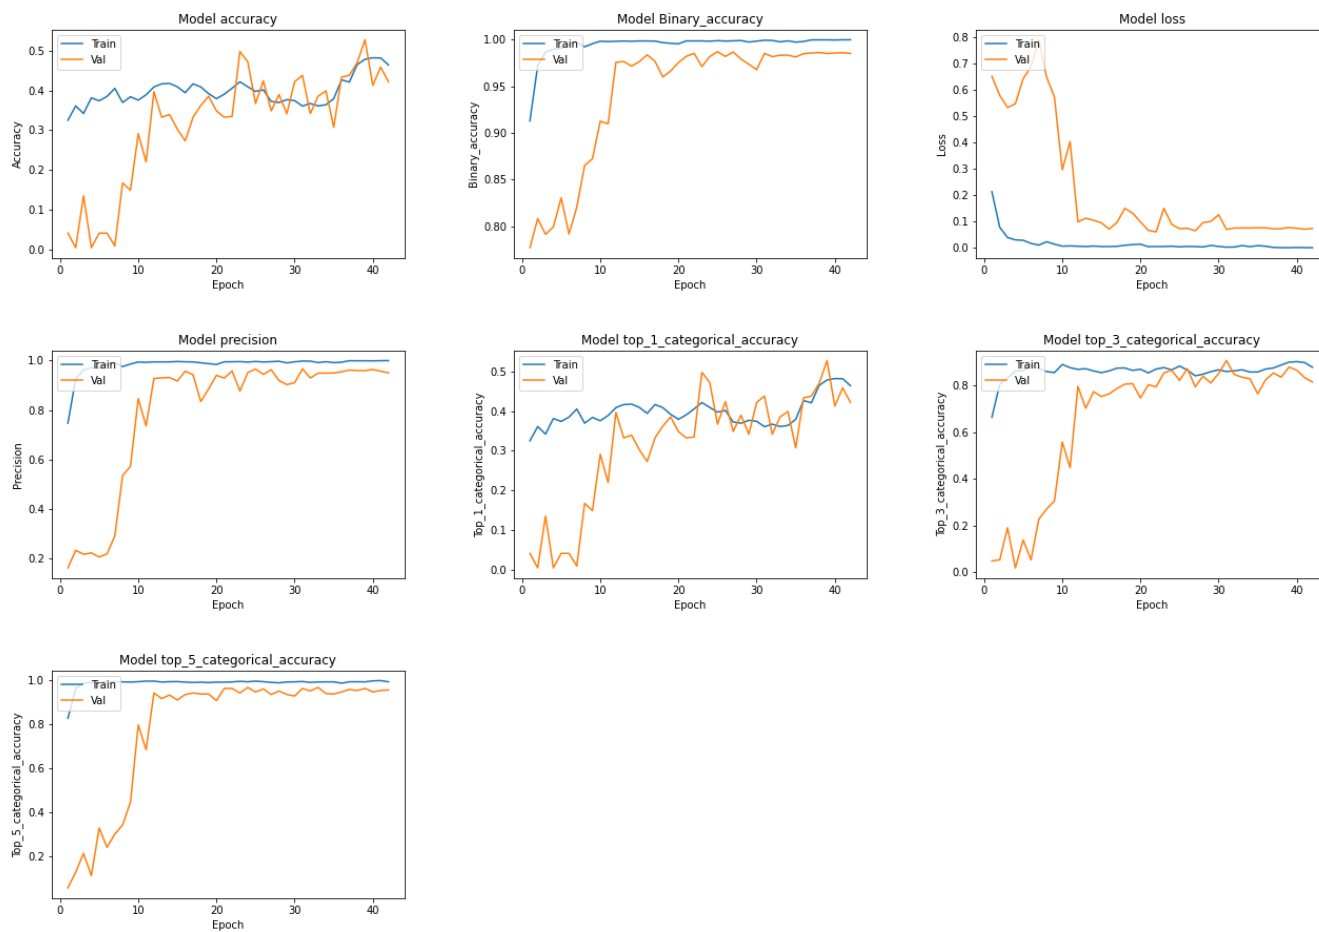 Model accuracy
Train
Val
0.5
0.4
0.3
0.2
0.1
0.0
Accuracy
0 10 20 30 40
Epoch
Model Binary_accuracy
Train
Val
1.00
0.95
0.90
0.85
0.80
Binary_accuracy
0 10 20 30 40
Epoch
Model loss
Train
Val
0.8
0.7
0.6
0.5
0.4
0.3
0.2
0.1
0.0
Loss
0 10 20 30 40
Epoch
Model precision
Train
Val
1.0
0.8
0.6
0.4
0.2
Precision
0 10 20 30 40
Epoch
Model top_1_categorical_accuracy
Train
Val
0.5
0.4
0.3
0.2
0.1
0.0
Top_1_categorical_accuracy
0 10 20 30 40
Epoch
Model top_3_categorical_accuracy
Train
Val
0.8
0.6
0.4
0.2
0.0
Top_3_categorical_accuracy
0 10 20 30 40
Epoch
Model top_5_categorical_accuracy
Train
Val
1.0
0.8
0.6
0.4
0.2
Top_5_categorical_accuracy
0 10 20 30 40
Epoch